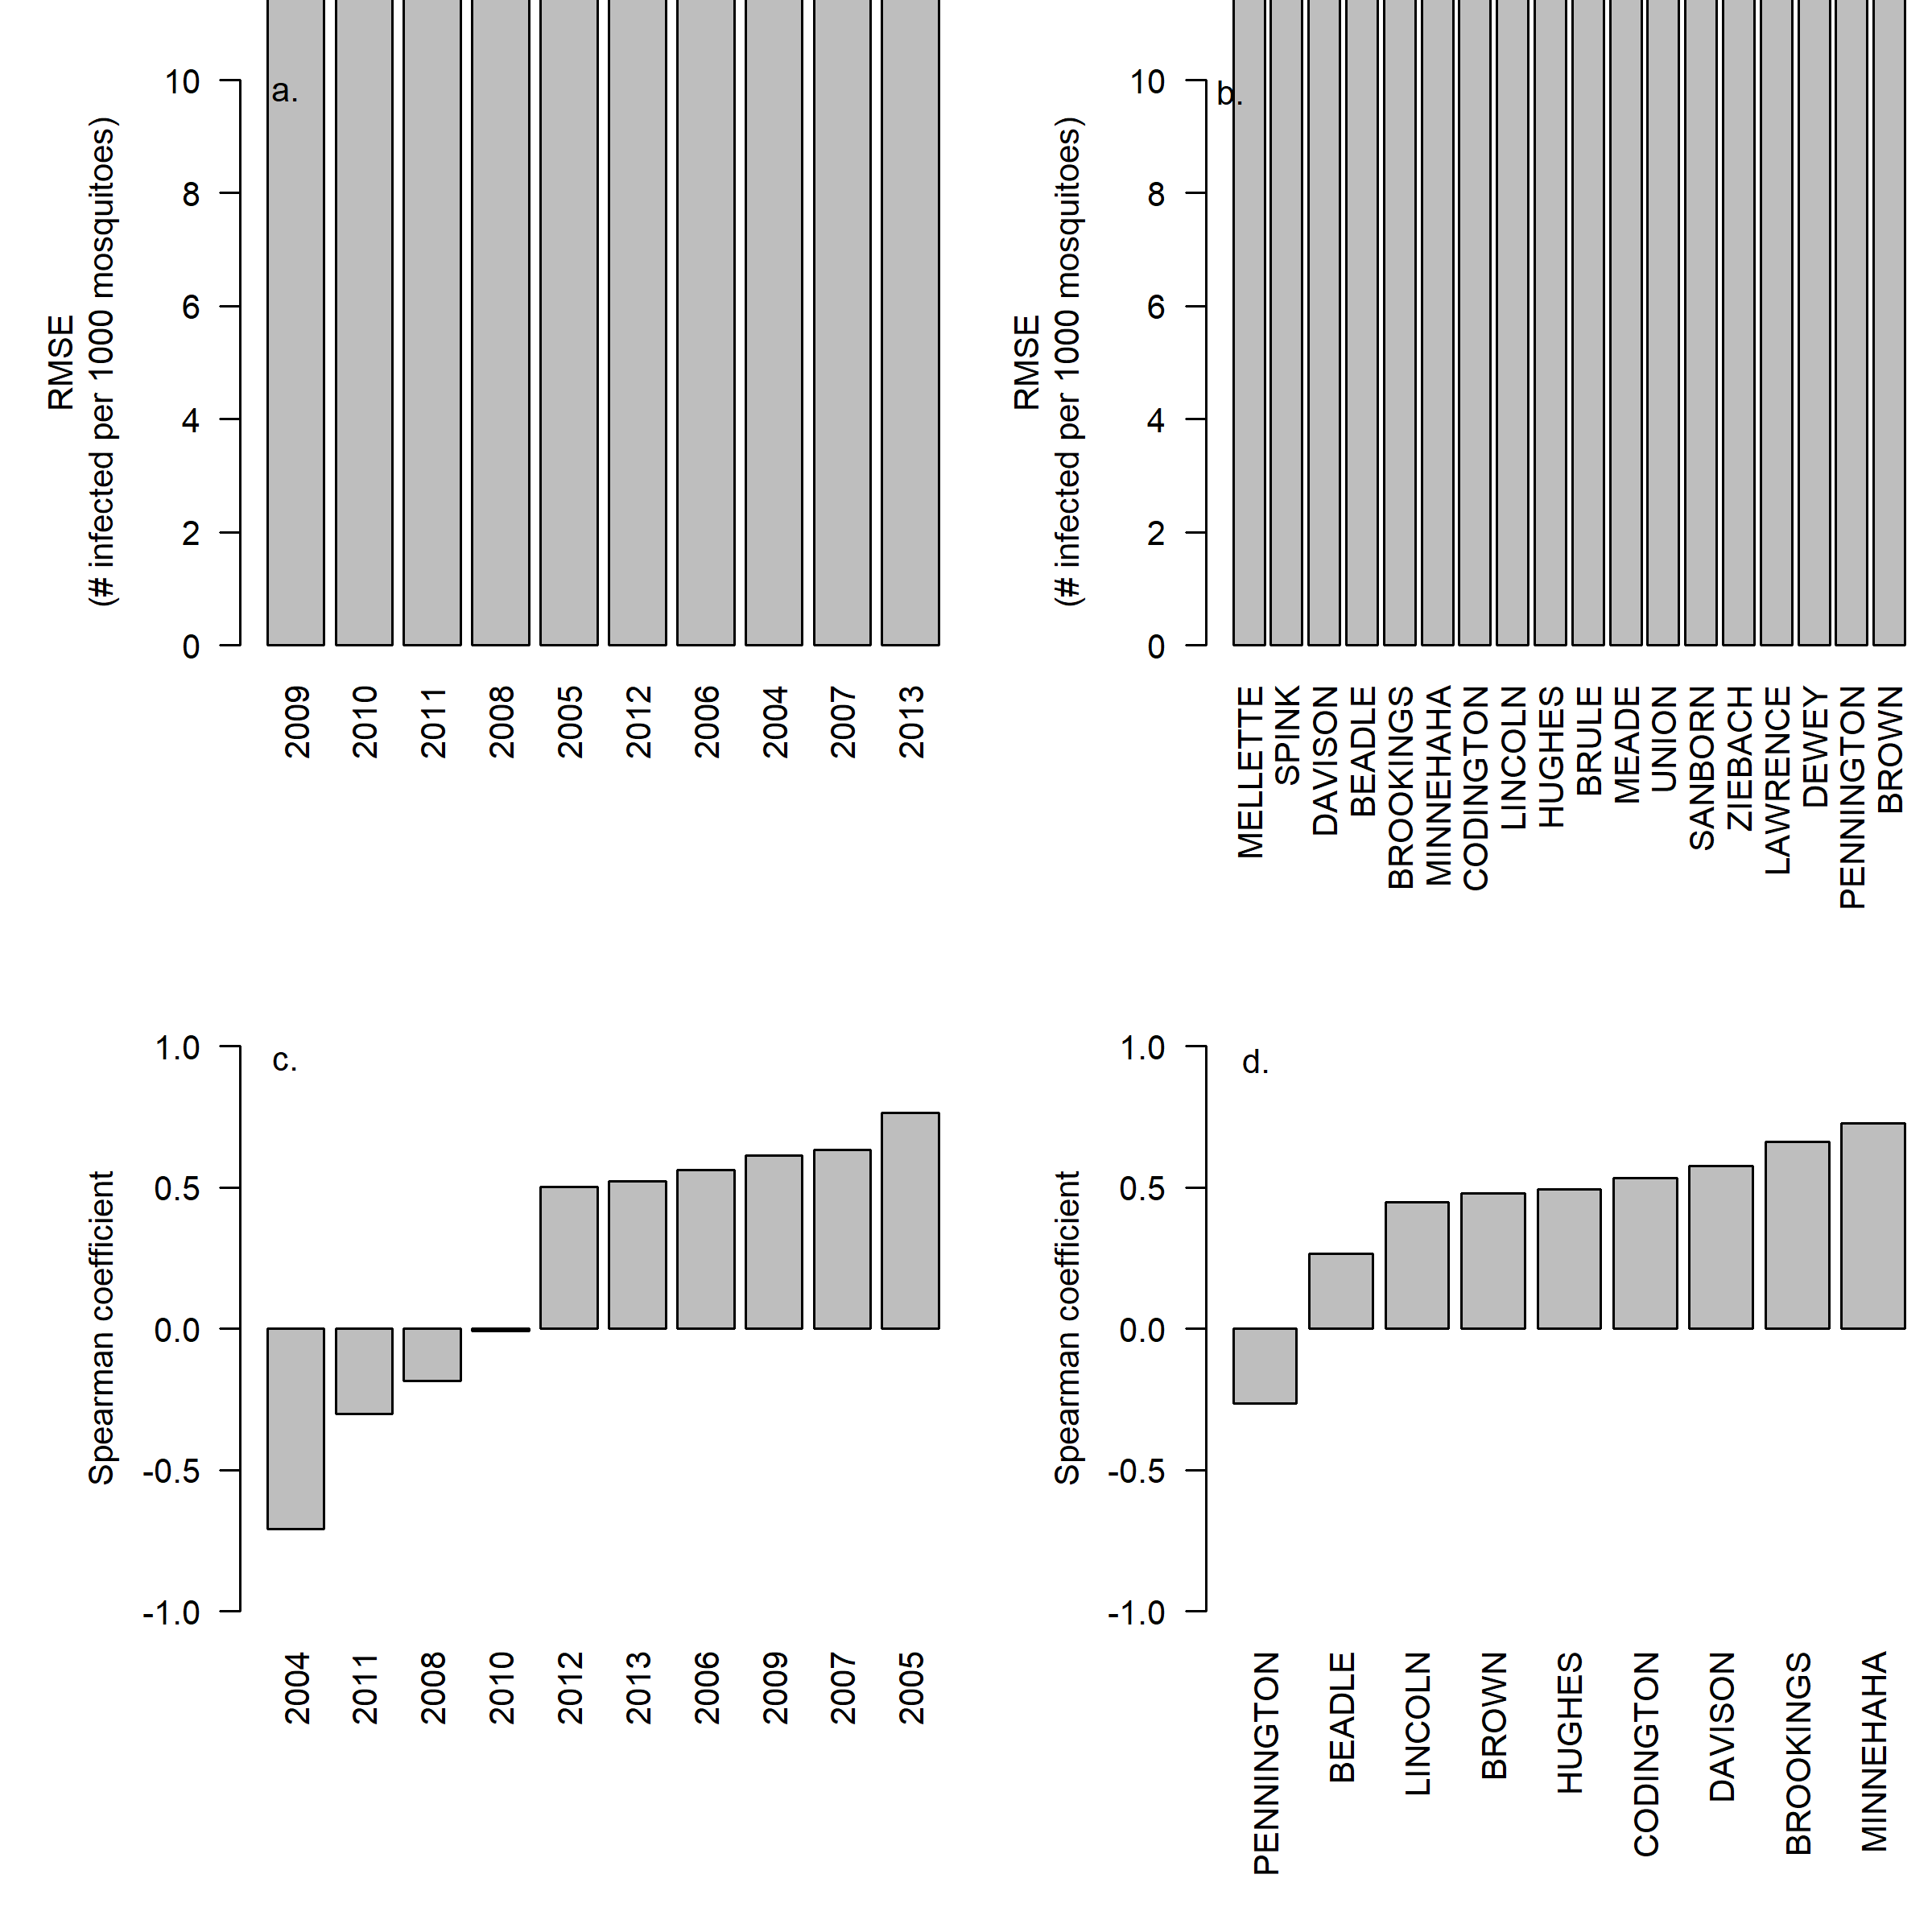 a.
10
8
6
4
2
0
RMSE
(# infected per 1000 mosquitoes)
2009
2010
2011
2008
2005
2012
2006
2004
2007
2013
b.
10
8
6
4
2
0
RMSE
(# infected per 1000 mosquitoes)
MELLETTE
SPINK
DAVISON
BEADLE
BROOKINGS
MINNEHAHA
CODINGTON
LINCOLN
HUGHES
BRULE
MEADE
UNION
SANBORN
ZIEBACH
LAWRENCE
DEWEY
PENNINGTON
BROWN
c.
1.0
0.5
0.0
-0.5
-1.0
Spearman coefficient
2004
2011
2008
2010
2012
2013
2006
2009
2007
2005
d.
1.0
0.5
0.0
-0.5
-1.0
Spearman coefficient
PENNINGTON
BEADLE
LINCOLN
BROWN
HUGHES
CODINGTON
DAVISON
BROOKINGS
MINNEHAHA